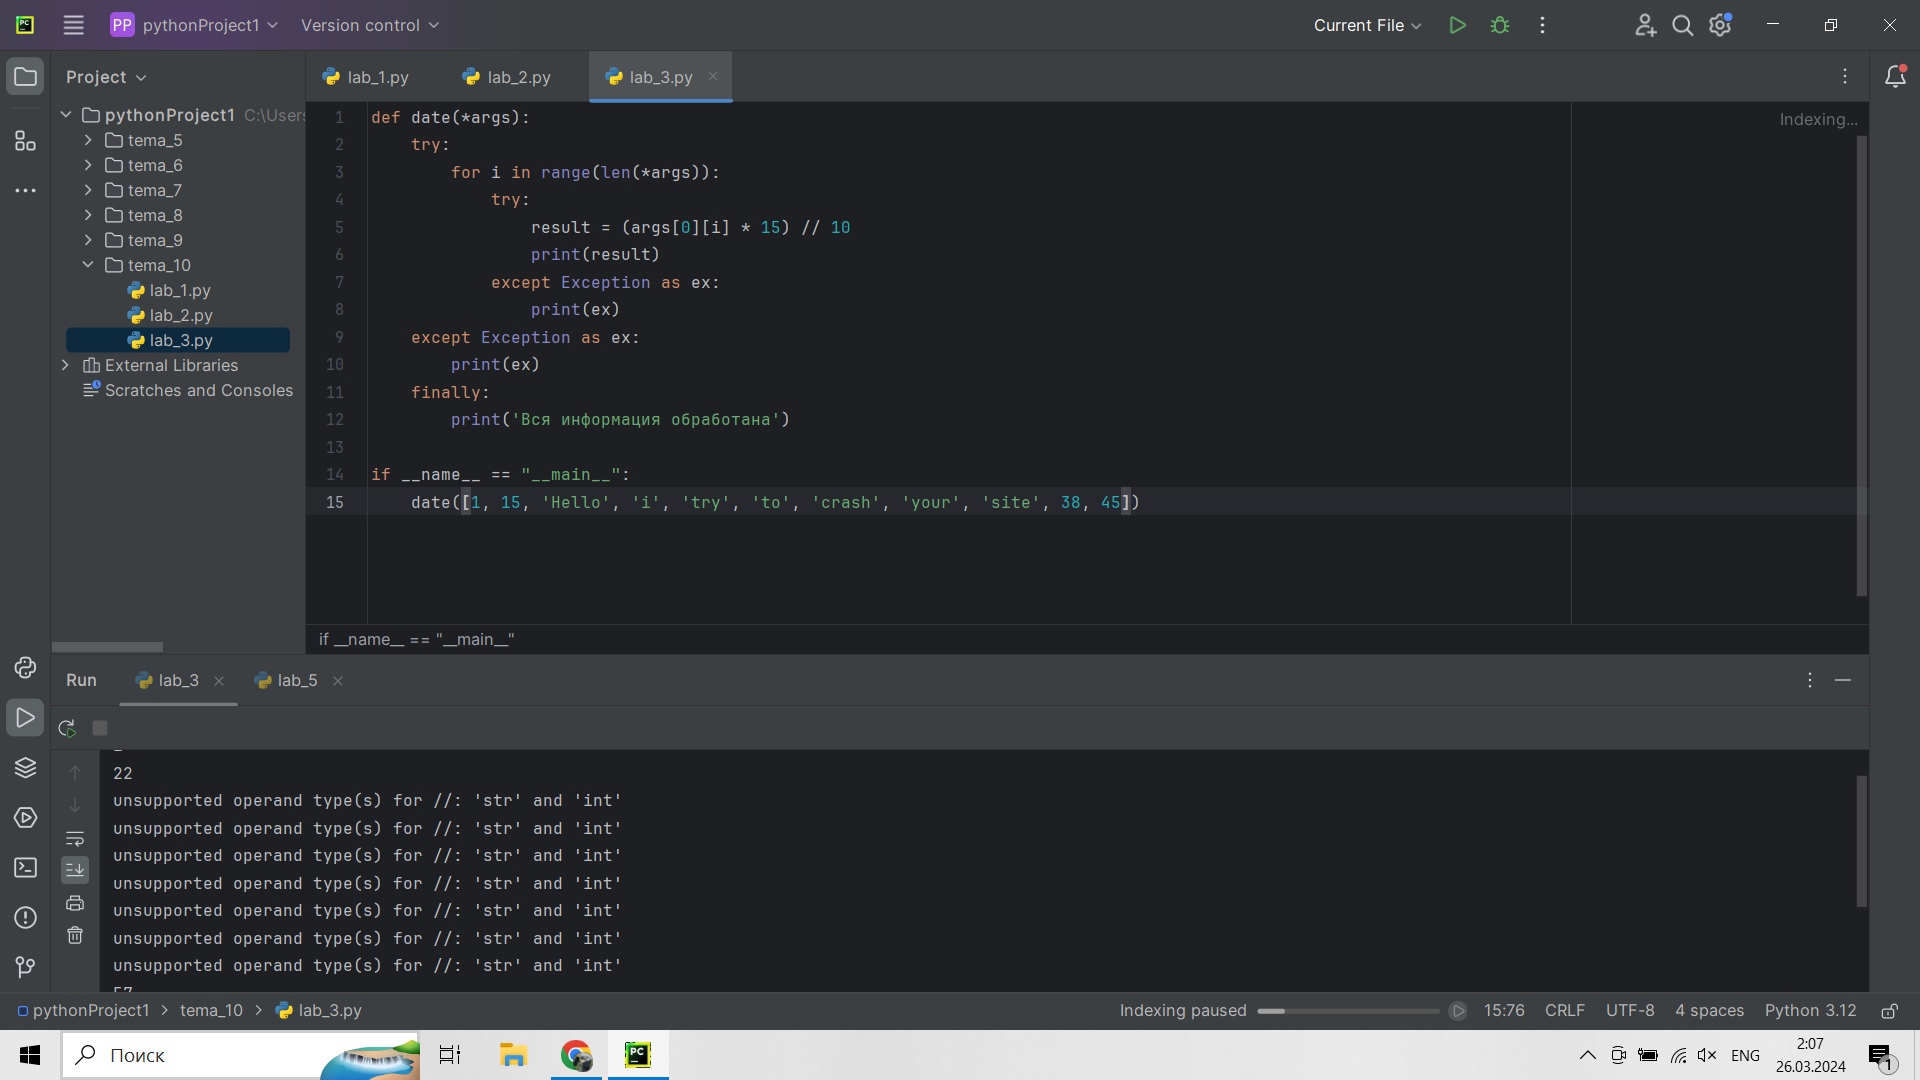 PC
PP pythonProject1 Version control Current File
Project
lab_1.py lab_2.py lab_3.py
pythonProject1 C:\Users
tema_5
tema_6
tema_7
tema_8
tema_9
tema_10
lab_1.py
lab_2.py
lab_3.py
External Libraries
Scratches and Consoles
Indexing...
1 def date(*args):
2     try:
3         for i in range(len(*args)):
4             try:
5                 result = (args[0][i] * 15) // 10
6                 print(result)
7             except Exception as ex:
8                 print(ex)
9     except Exception as ex:
10         print(ex)
11     finally:
12         print('Вся информация обработана')
13
14 if __name__ == "__main__":
15     date([1, 15, 'Hello', 'i', 'try', 'to', 'crash', 'your', 'site', 38, 45])
if __name__ == "__main__"
Run lab_3 lab_5
22
unsupported operand type(s) for //: 'str' and 'int'
unsupported operand type(s) for //: 'str' and 'int'
unsupported operand type(s) for //: 'str' and 'int'
unsupported operand type(s) for //: 'str' and 'int'
unsupported operand type(s) for //: 'str' and 'int'
unsupported operand type(s) for //: 'str' and 'int'
unsupported operand type(s) for //: 'str' and 'int'
57
pythonProject1 > tema_10 > lab_3.py Indexing paused 15:76 CRLF UTF-8 4 spaces Python 3.12
Поиск PC ENG 2:07
26.03.2024 1